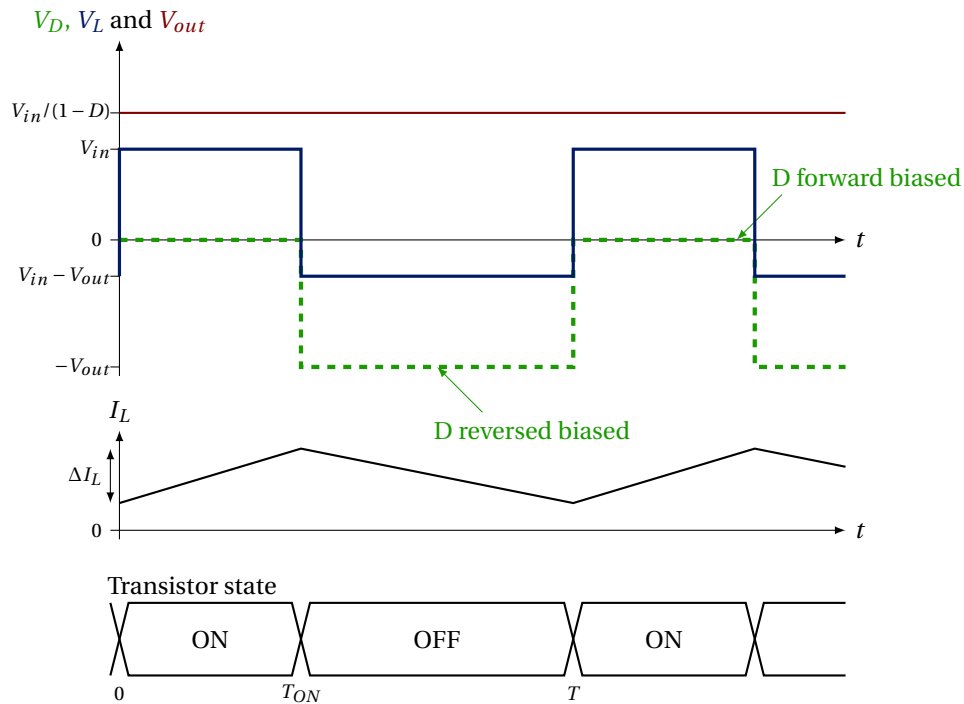 V_D, V_L and V_out
V_in/(1−D)
V_in
D forward biased
0
t
V_in − V_out
−V_out
D reversed biased
I_L
ΔI_L
0
t
Transistor state
ON OFF ON
0 T_ON T